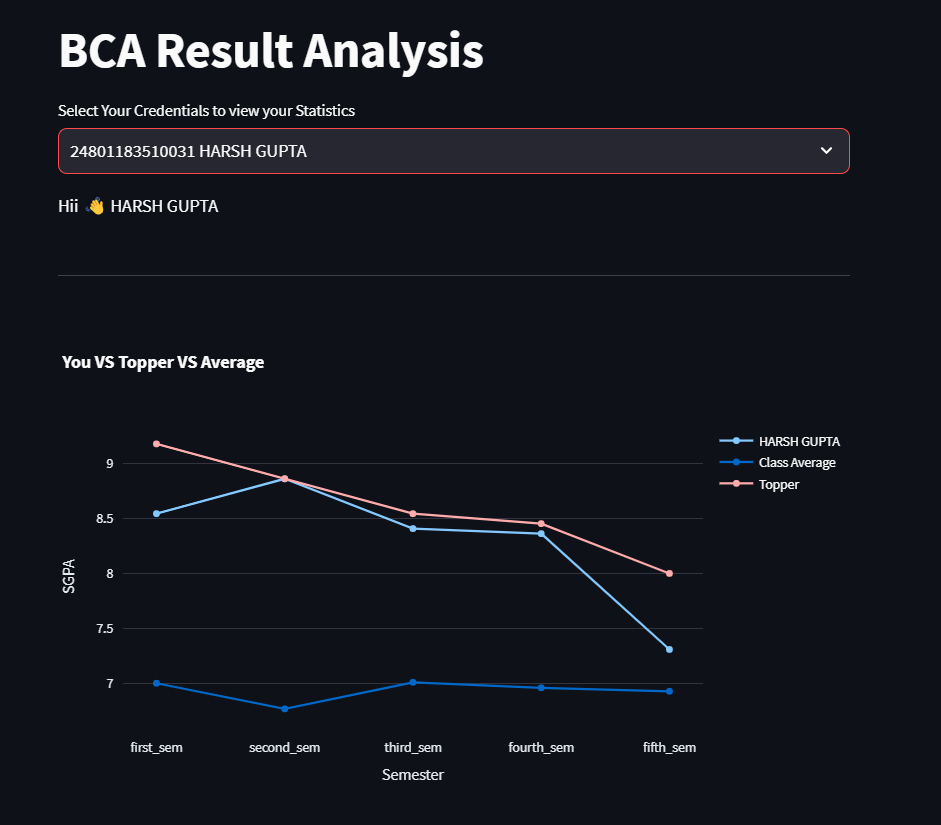 BCA Result Analysis
Select Your Credentials to view your Statistics
24801183510031 HARSH GUPTA
Hii 👋 HARSH GUPTA
You VS Topper VS Average
HARSH GUPTA
Class Average
Topper
9
8.5
8
7.5
7
SGPA
first_sem second_sem third_sem fourth_sem fifth_sem
Semester